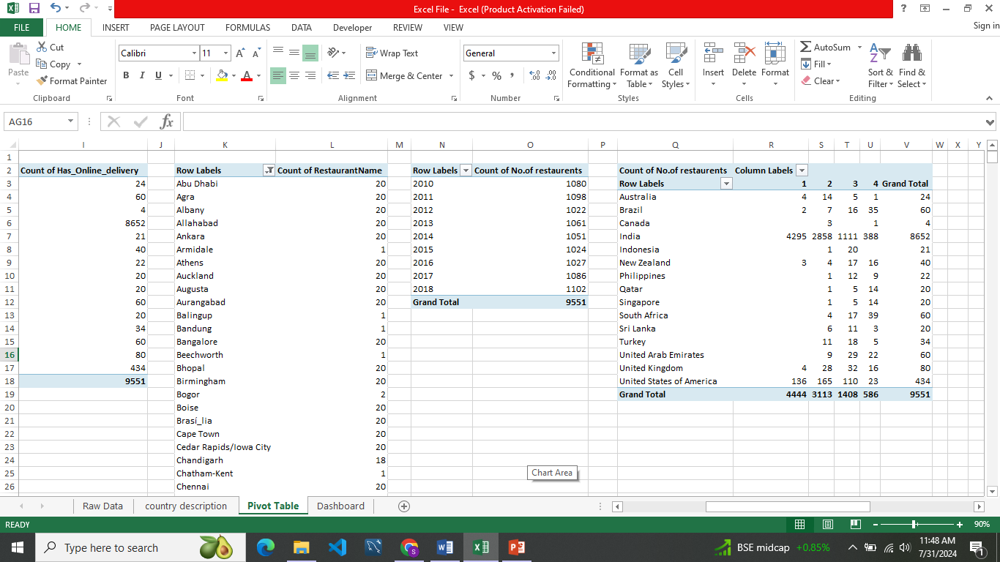 Excel File - Excel (Product Activation Failed)
FILE HOME INSERT PAGE LAYOUT FORMULAS DATA Developer REVIEW VIEW Sign in
Paste Cut Copy Format Painter Clipboard
Calibri 11 B I U A Font
Wrap Text Merge & Center Alignment
General $ % , Number
Conditional Formatting Format as Table Cell Styles Styles
Insert Delete Format Cells
AutoSum Fill Clear Sort & Filter Find & Select Editing
AG16 fx
I J K L M N O P Q R S T U V W X Y
1
2 Count of Has_Online_delivery Row Labels Count of RestaurantName Row Labels Count of No.of restaurents Count of No.of restaurents Column Labels
3 24 Abu Dhabi 20 2010 1080 Row Labels 1 2 3 4 Grand Total
4 60 Agra 20 2011 1098 Australia 4 14 5 1 24
5 4 Albany 20 2012 1022 Brazil 2 7 16 35 60
6 8652 Allahabad 20 2013 1061 Canada 3 1 4
7 21 Ankara 20 2014 1051 India 4295 2858 1111 388 8652
8 40 Armidale 1 2015 1024 Indonesia 1 20 21
9 22 Athens 20 2016 1027 New Zealand 3 4 17 16 40
10 20 Auckland 20 2017 1086 Philippines 1 12 9 22
11 20 Augusta 20 2018 1102 Qatar 1 5 14 20
12 60 Aurangabad 20 Grand Total 9551 Singapore 1 5 14 20
13 20 Balingup 1 South Africa 4 17 39 60
14 34 Bandung 1 Sri Lanka 6 11 3 20
15 60 Bangalore 20 Turkey 11 18 5 34
16 80 Beechworth 1 United Arab Emirates 9 29 22 60
17 434 Bhopal 20 United Kingdom 4 28 32 16 80
18 9551 Birmingham 20 United States of America 136 165 110 23 434
19 Bogor 2 Grand Total 4444 3113 1408 586 9551
20 Boise 20
21 Brasí_lia 20
22 Cape Town 20
23 Cedar Rapids/Iowa City 20
24 Chandigarh 18
25 Chatham-Kent 1 Chart Area
26 Chennai 20
Raw Data country description Pivot Table Dashboard
READY 90%
Type here to search BSE midcap +0.85% 11:48 AM
7/31/2024 1